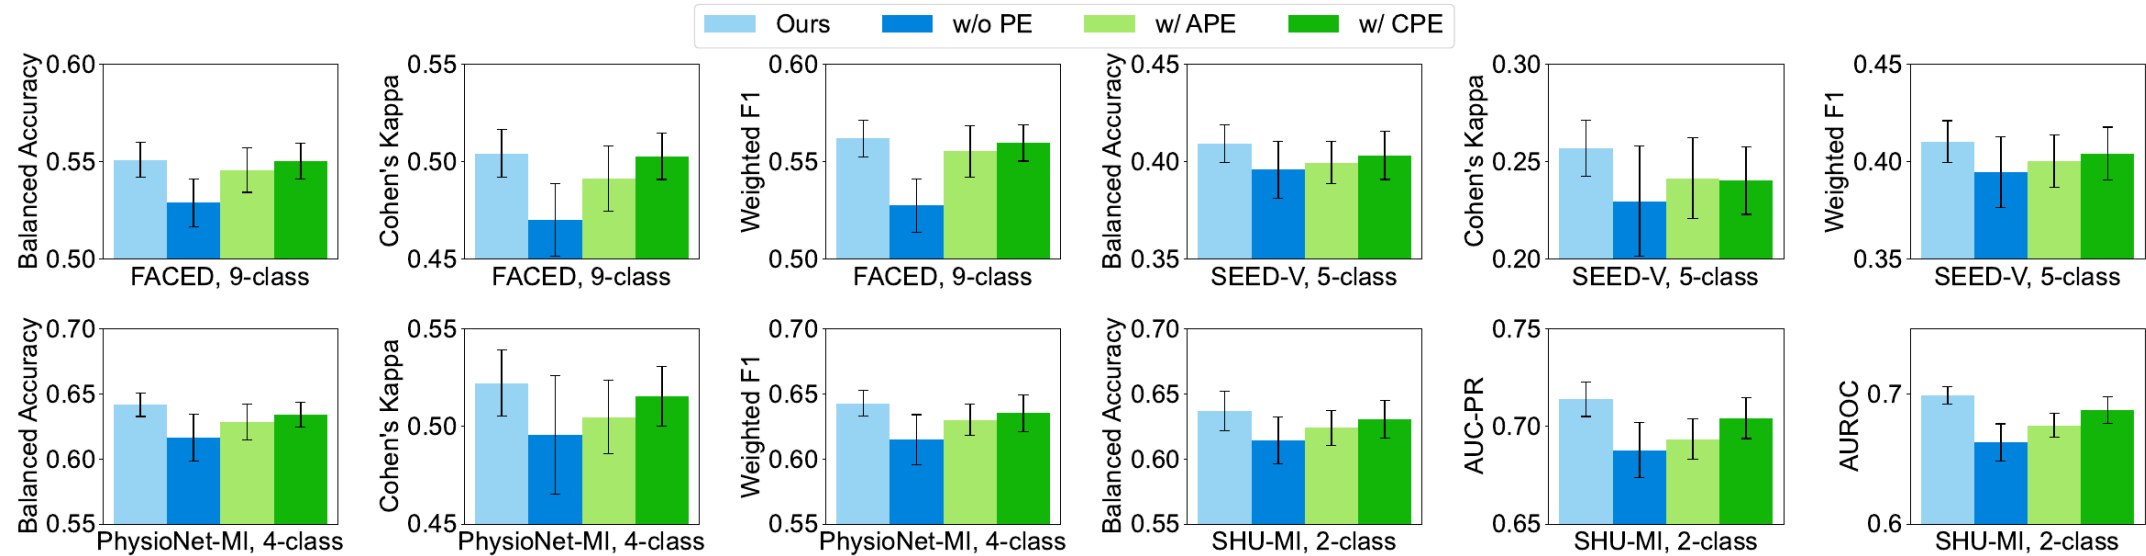 Ours w/o PE w/ APE w/ CPE
Balanced Accuracy
0.60
0.55
0.50
FACED, 9-class
Cohen's Kappa
0.55
0.50
0.45
FACED, 9-class
Weighted F1
0.60
0.55
0.50
FACED, 9-class
Balanced Accuracy
0.45
0.40
0.35
SEED-V, 5-class
Cohen's Kappa
0.30
0.25
0.20
SEED-V, 5-class
Weighted F1
0.45
0.40
0.35
SEED-V, 5-class
Balanced Accuracy
0.70
0.65
0.60
0.55
PhysioNet-MI, 4-class
Cohen's Kappa
0.55
0.50
0.45
PhysioNet-MI, 4-class
Weighted F1
0.70
0.65
0.60
0.55
PhysioNet-MI, 4-class
Balanced Accuracy
0.70
0.65
0.60
0.55
SHU-MI, 2-class
AUC-PR
0.75
0.70
0.65
SHU-MI, 2-class
AUROC
0.7
0.6
SHU-MI, 2-class